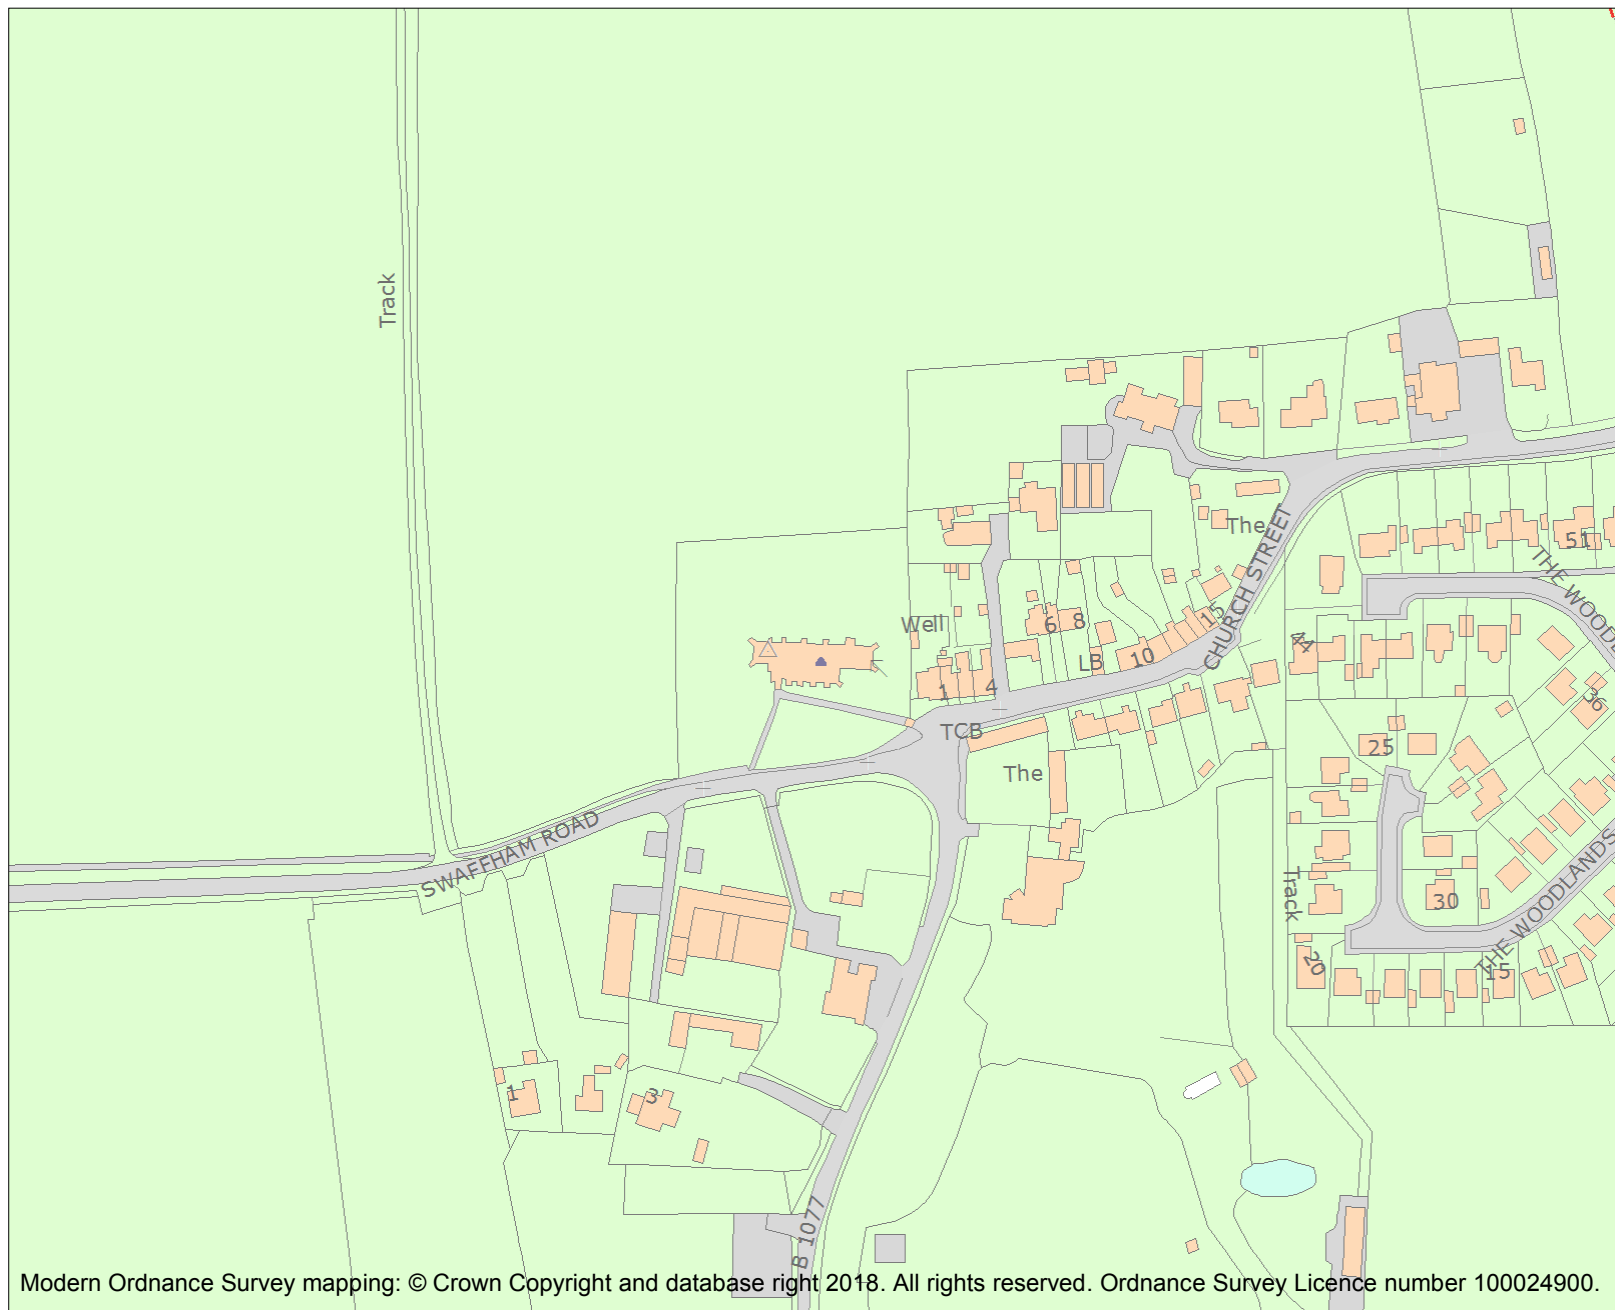 Track
The
CHURCH STREET
51
THE WOODL
Well
6
8
15
44
LB
10
1
4
36
TCB
25
The
SWAFFHAM ROAD
Track
30
THE WOODLANDS
20
15
1
3
B 1077
Modern Ordnance Survey mapping: © Crown Copyright and database right 2018. All rights reserved. Ordnance Survey Licence number 100024900.